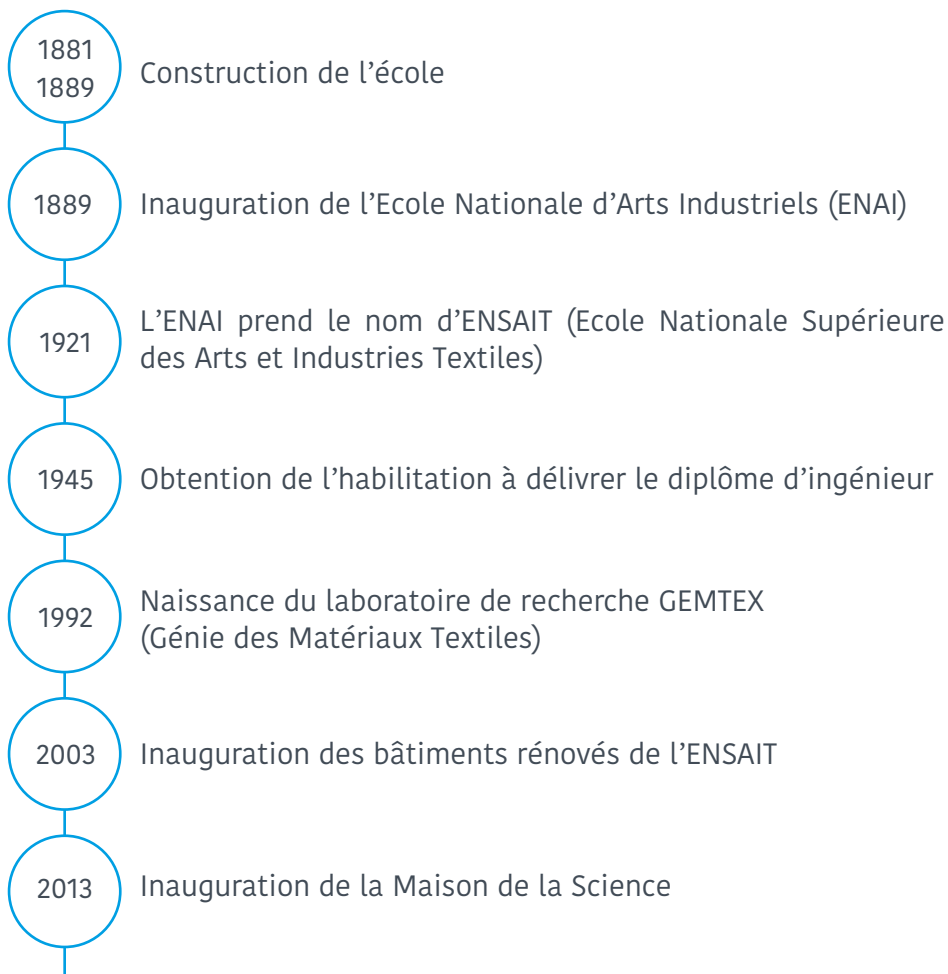 1881
1889
Construction de l’école
1889
Inauguration de l’Ecole Nationale d’Arts Industriels (ENAI)
1921
L’ENAI prend le nom d’ENSAIT (Ecole Nationale Supérieure
des Arts et Industries Textiles)
1945
Obtention de l’habilitation à délivrer le diplôme d’ingénieur
1992
Naissance du laboratoire de recherche GEMTEX
(Génie des Matériaux Textiles)
2003
Inauguration des bâtiments rénovés de l’ENSAIT
2013
Inauguration de la Maison de la Science